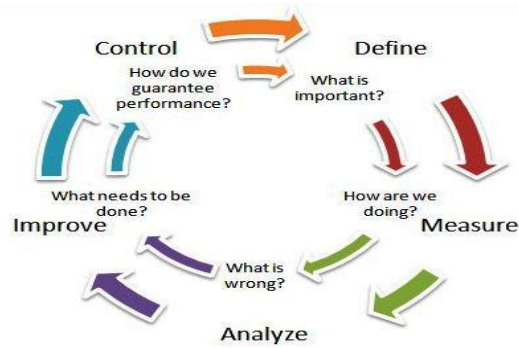 Control
Define
How do we
guarantee
performance?
What is
important?
What needs to be
done?
Improve
How are we
doing?
Measure
What is
wrong?
Analyze